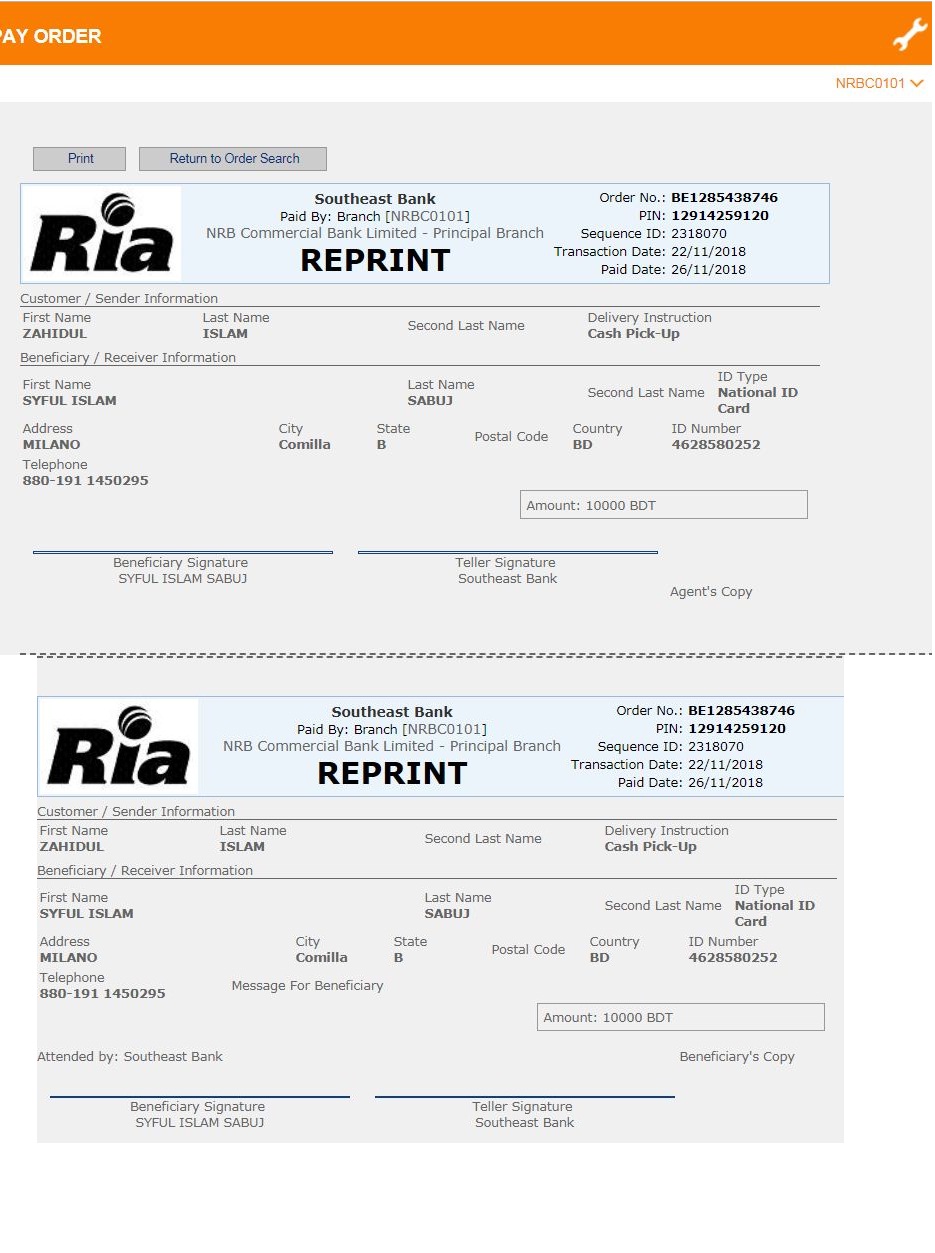 PAY ORDER
NRBC0101
Print Return to Order Search
Ria
Southeast Bank
Paid By: Branch [NRBC0101]
NRB Commercial Bank Limited - Principal Branch
REPRINT
Order No.: BE1285438746
PIN: 12914259120
Sequence ID: 2318070
Transaction Date: 22/11/2018
Paid Date: 26/11/2018
Customer / Sender Information
First Name Last Name Second Last Name Delivery Instruction
ZAHIDUL ISLAM Cash Pick-Up
Beneficiary / Receiver Information
First Name Last Name Second Last Name ID Type
SYFUL ISLAM SABUJ National ID
Card
Address City State Postal Code Country ID Number
MILANO Comilla B BD 4628580252
Telephone
880-191 1450295
Amount: 10000 BDT
Beneficiary Signature Teller Signature
SYFUL ISLAM SABUJ Southeast Bank
Agent's Copy
Ria
Southeast Bank
Paid By: Branch [NRBC0101]
NRB Commercial Bank Limited - Principal Branch
REPRINT
Order No.: BE1285438746
PIN: 12914259120
Sequence ID: 2318070
Transaction Date: 22/11/2018
Paid Date: 26/11/2018
Customer / Sender Information
First Name Last Name Second Last Name Delivery Instruction
ZAHIDUL ISLAM Cash Pick-Up
Beneficiary / Receiver Information
First Name Last Name Second Last Name ID Type
SYFUL ISLAM SABUJ National ID
Card
Address City State Postal Code Country ID Number
MILANO Comilla B BD 4628580252
Telephone Message For Beneficiary
880-191 1450295
Amount: 10000 BDT
Attended by: Southeast Bank Beneficiary's Copy
Beneficiary Signature Teller Signature
SYFUL ISLAM SABUJ Southeast Bank